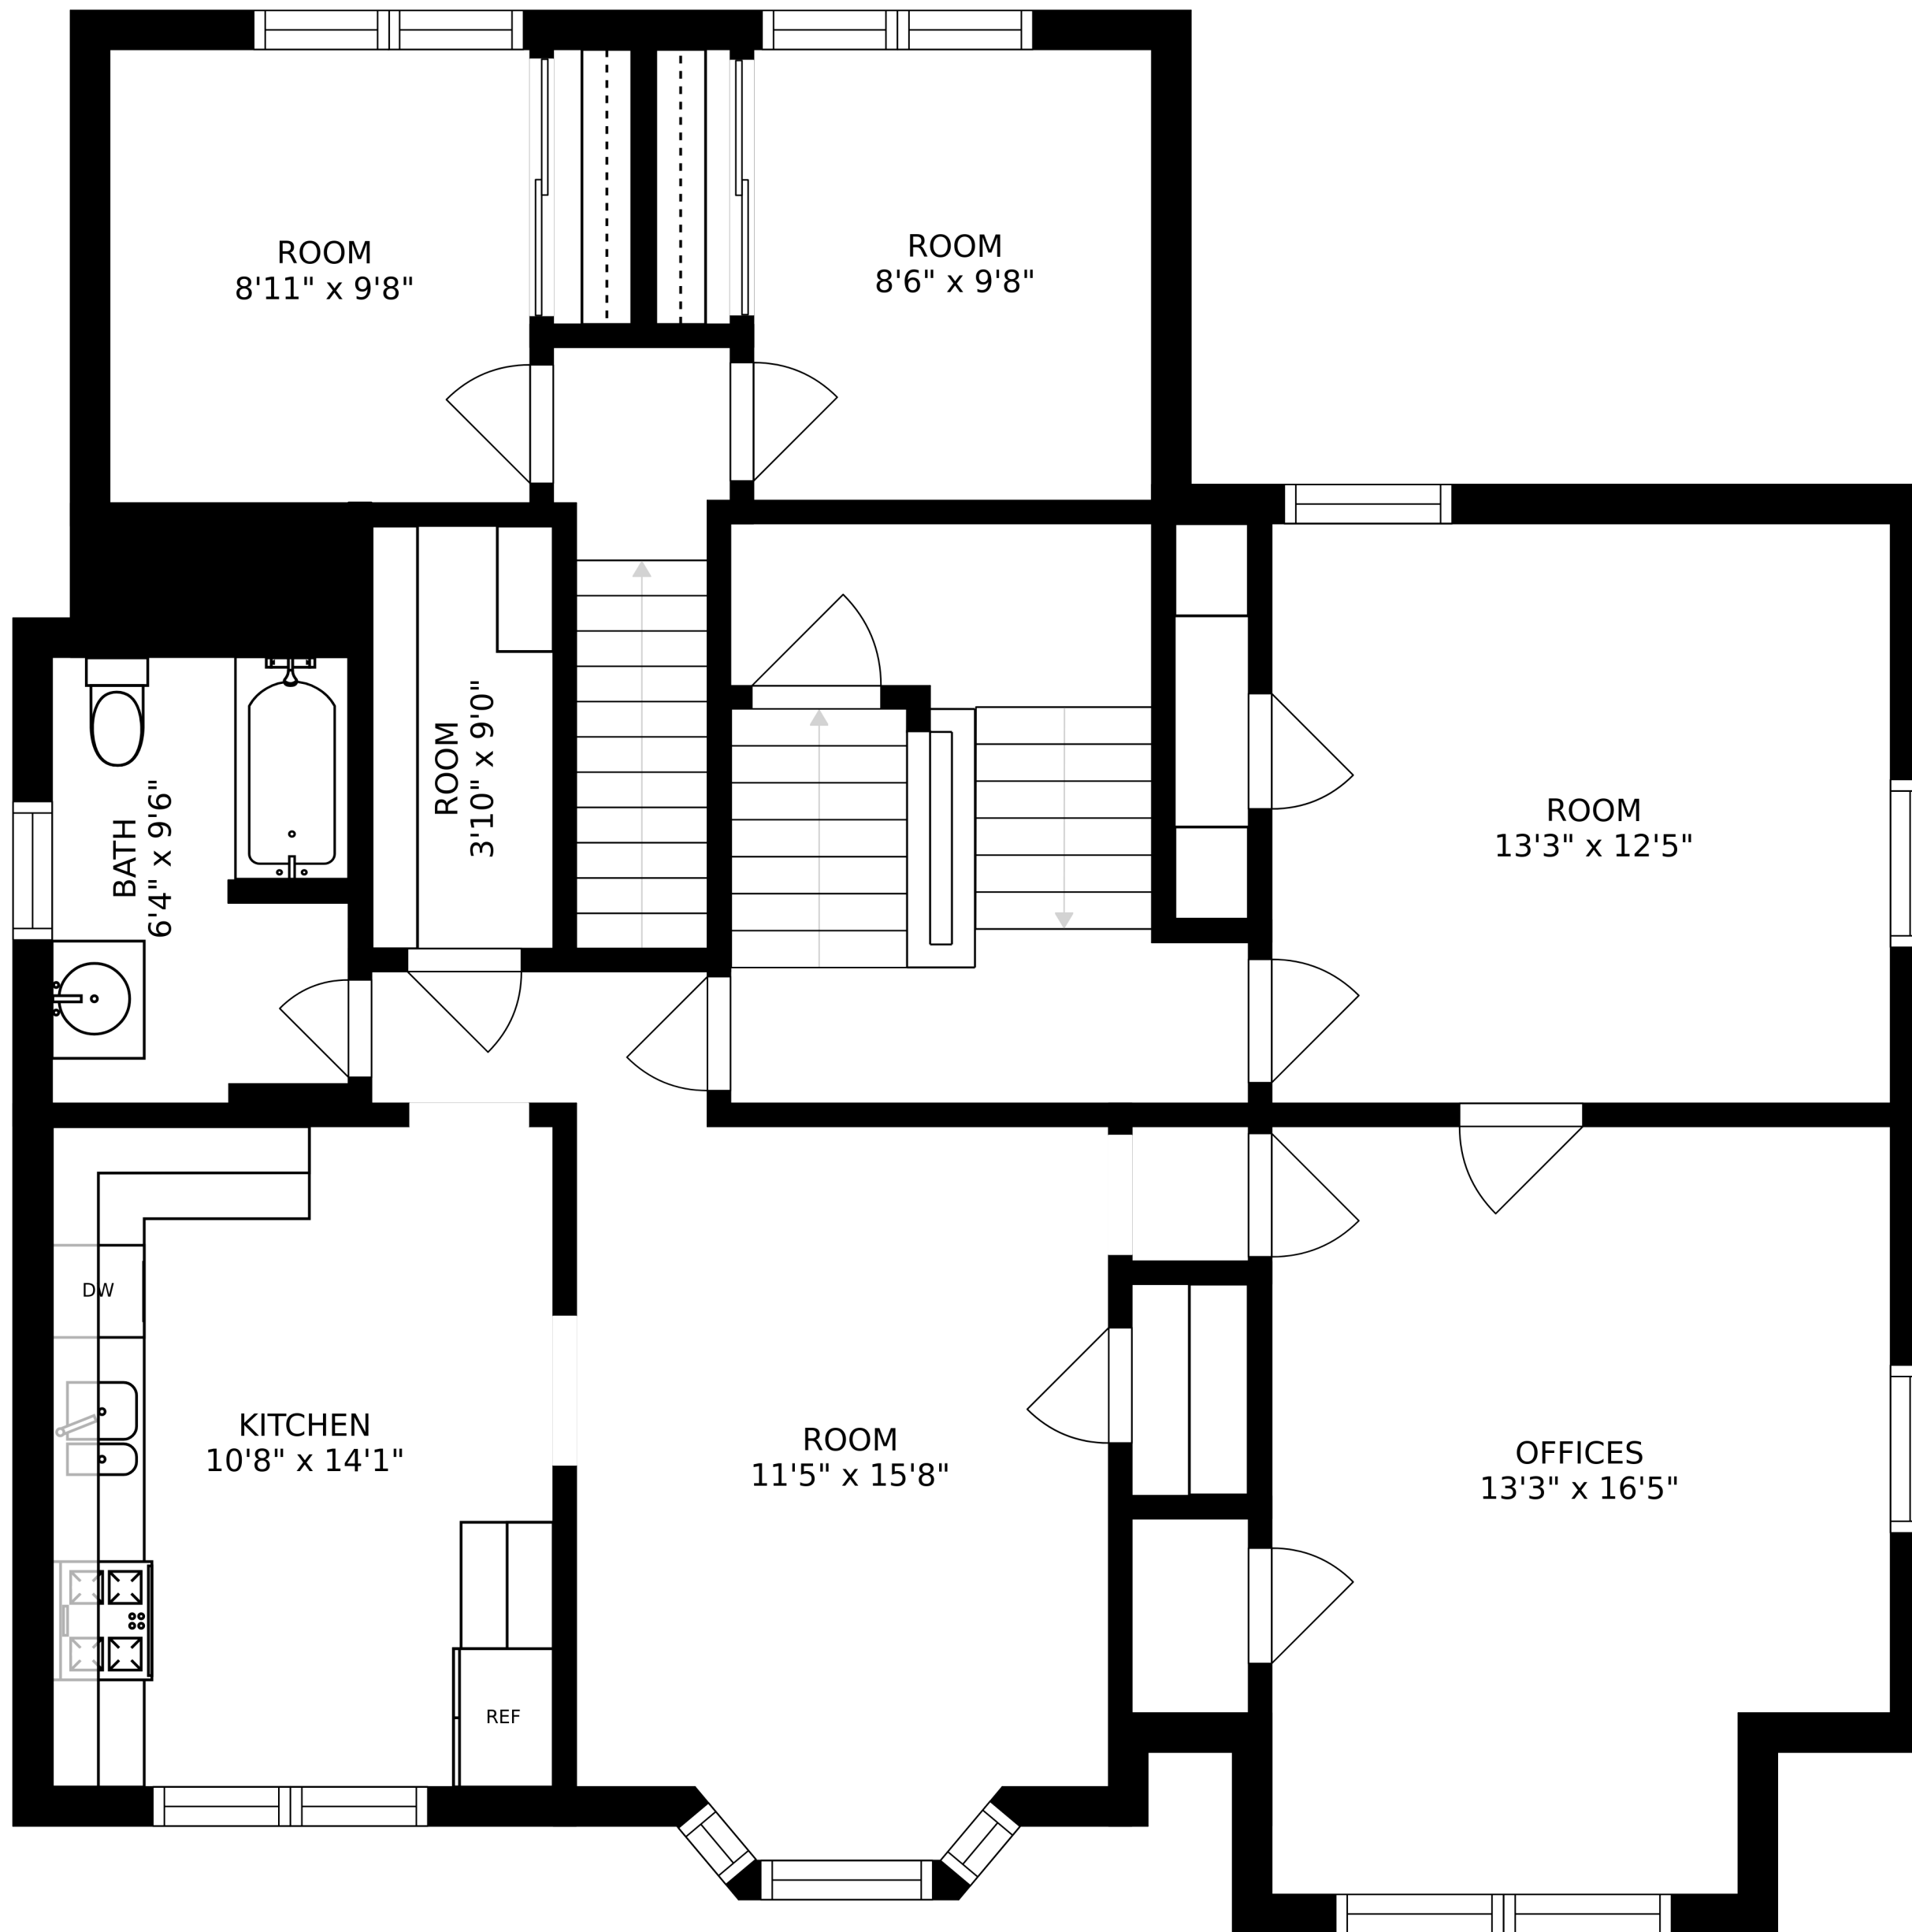 ROOM
8'11" x 9'8"
ROOM
8'6" x 9'8"
ROOM
3'10" x 9'0"
BATH
6'4" x 9'6"
ROOM
13'3" x 12'5"
DW
KITCHEN
10'8" x 14'1"
ROOM
11'5" x 15'8"
OFFICES
13'3" x 16'5"
REF